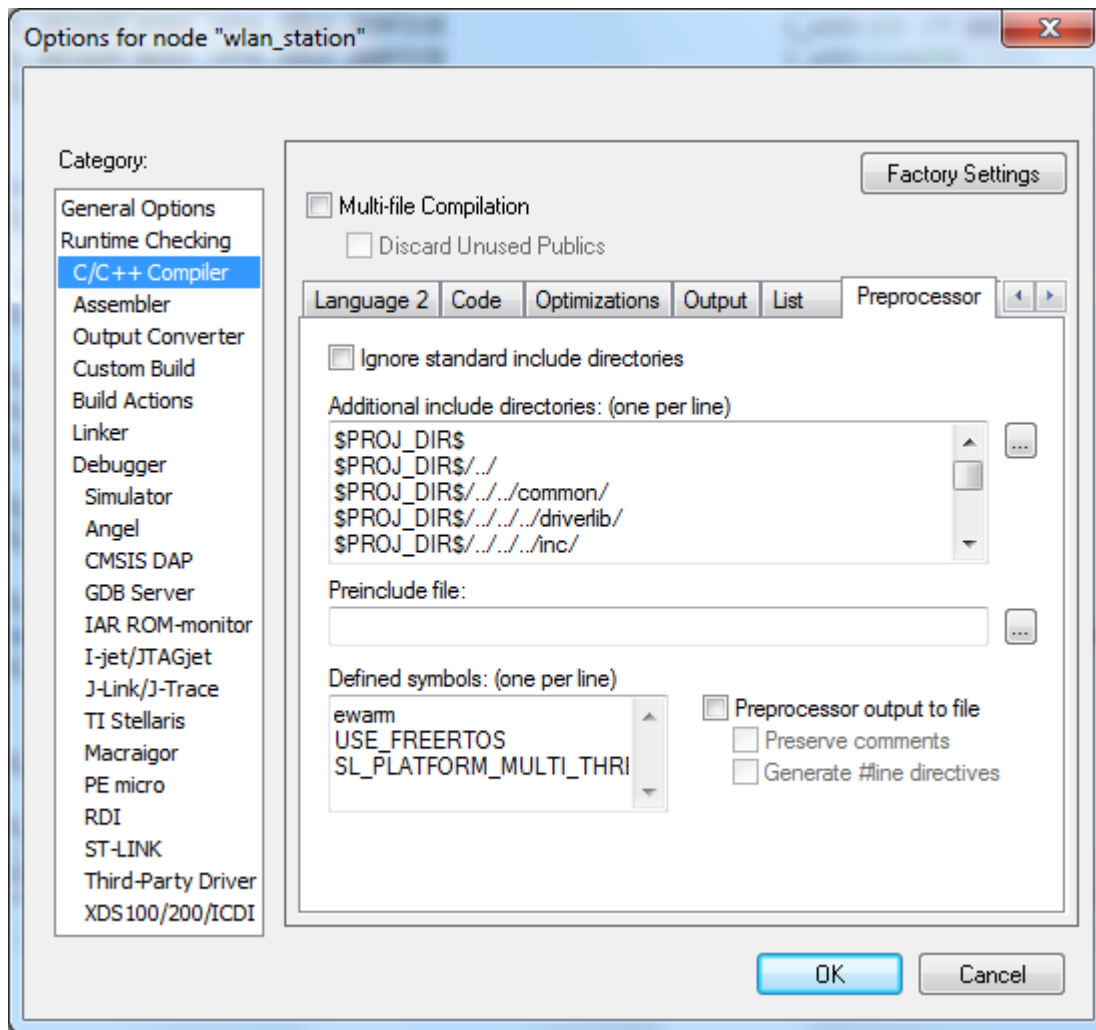 Options for node "wlan_station"
Category:
General Options
Runtime Checking
C/C++ Compiler
Assembler
Output Converter
Custom Build
Build Actions
Linker
Debugger
Simulator
Angel
CMSIS DAP
GDB Server
IAR ROM-monitor
I-jet/JTAGjet
J-Link/J-Trace
TI Stellaris
Macraigor
PE micro
RDI
ST-LINK
Third-Party Driver
XDS100/200/ICDI
Factory Settings
Multi-file Compilation
Discard Unused Publics
Language 2 Code Optimizations Output List Preprocessor
Ignore standard include directories
Additional include directories: (one per line)
$PROJ_DIR$
$PROJ_DIR$/../
$PROJ_DIR$/../../common/
$PROJ_DIR$/../../../driverlib/
$PROJ_DIR$/../../../inc/
...
Preinclude file:
...
Defined symbols: (one per line)
ewarm
USE_FREERTOS
SL_PLATFORM_MULTI_THRE
Preprocessor output to file
Preserve comments
Generate #line directives
OK Cancel